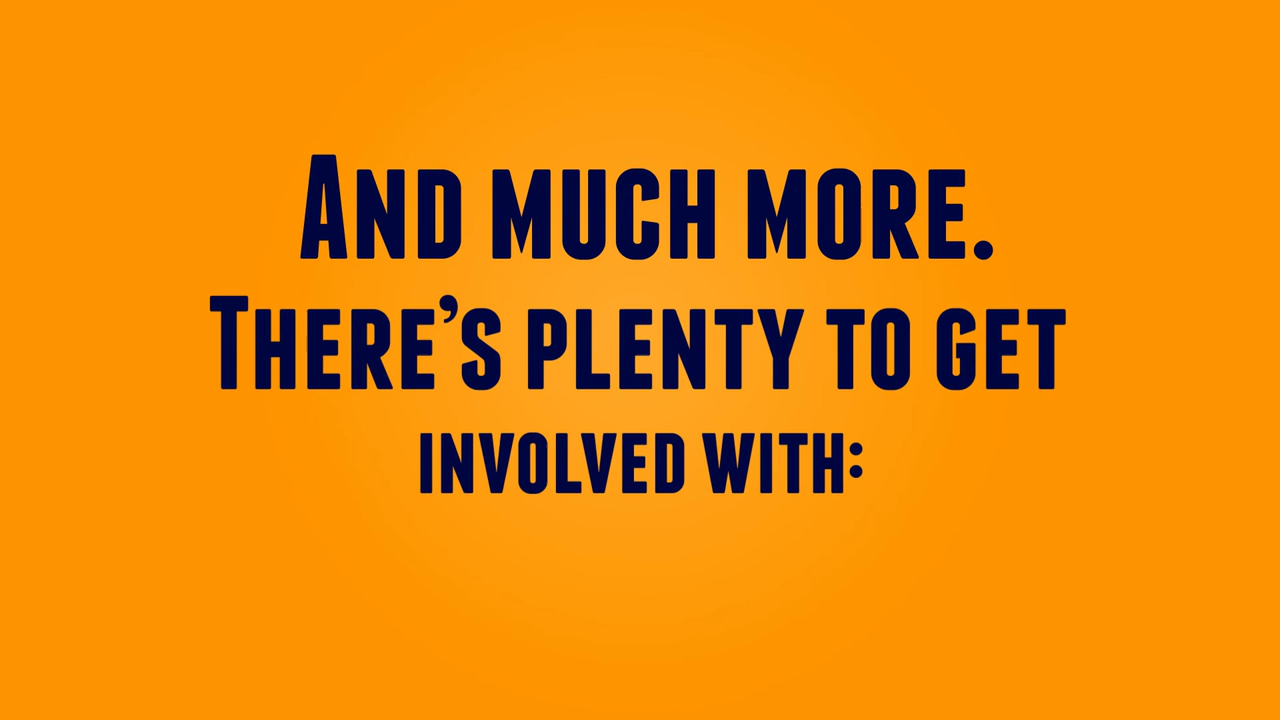 And much more.
There’s plenty to get
involved with: